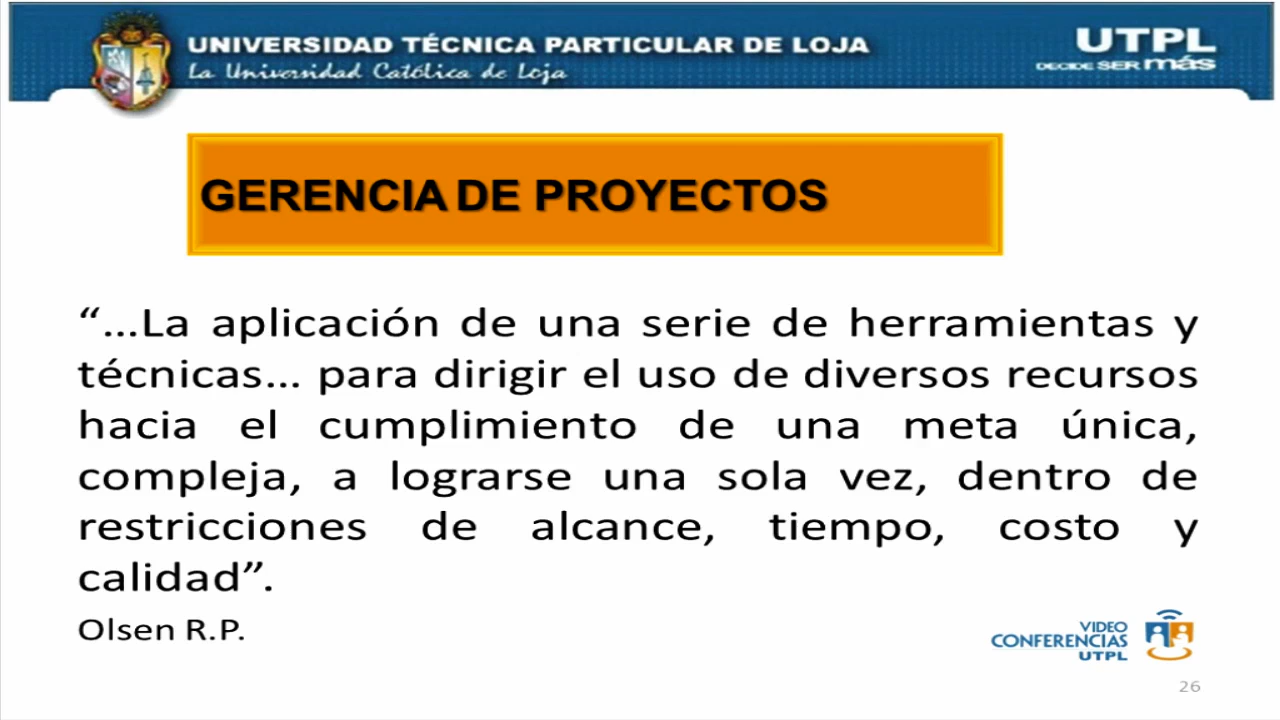 UNIVERSIDAD TÉCNICA PARTICULAR DE LOJA
La Universidad Católica de Loja
UTPL
DECIDE SER más
GERENCIA DE PROYECTOS
“...La aplicación de una serie de herramientas y
técnicas... para dirigir el uso de diversos recursos
hacia el cumplimiento de una meta única,
compleja, a lograrse una sola vez, dentro de
restricciones de alcance, tiempo, costo y
calidad”.
Olsen R.P.
VIDEO
CONFERENCIAS
UTPL
26